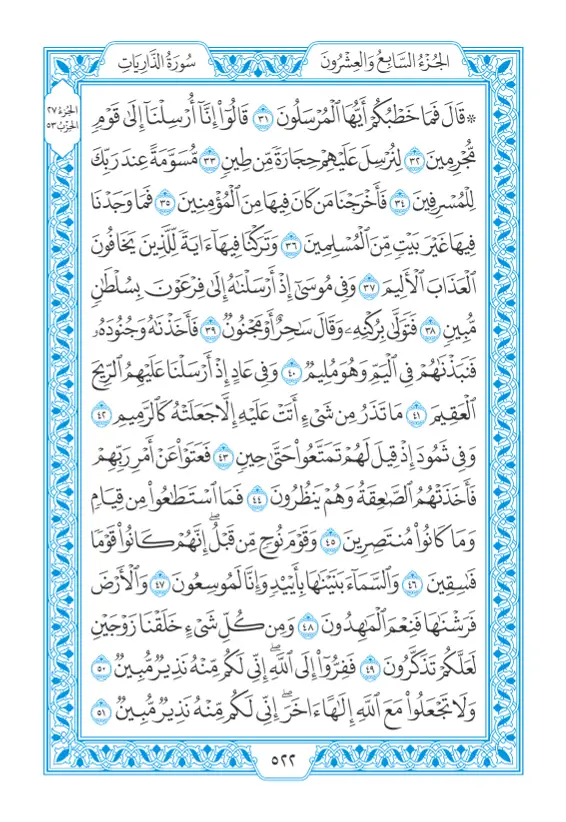 الجُزْءُ السَّابِعُ وَالعِشْرُونَ
سُورَةُ الذَّارِيَاتِ
الجُزْءُ ٢٧
الحِزْبُ ٥٣
* قَالَ فَمَا خَطْبُكُمْ أَيُّهَا ٱلْمُرْسَلُونَ ٣١ قَالُوٓاْ إِنَّآ أُرْسِلْنَآ إِلَىٰ قَوْمٍ
مُّجْرِمِينَ ٣٢ لِنُرْسِلَ عَلَيْهِمْ حِجَارَةً مِّن طِينٍ ٣٣ مُّسَوَّمَةً عِندَ رَبِّكَ
لِلْمُسْرِفِينَ ٣٤ فَأَخْرَجْنَا مَن كَانَ فِيهَا مِنَ ٱلْمُؤْمِنِينَ ٣٥ فَمَا وَجَدْنَا
فِيهَا غَيْرَ بَيْتٍ مِّنَ ٱلْمُسْلِمِينَ ٣٦ وَتَرَكْنَا فِيهَآ ءَايَةً لِّلَّذِينَ يَخَافُونَ
ٱلْعَذَابَ ٱلْأَلِيمَ ٣٧ وَفِي مُوسَىٰٓ إِذْ أَرْسَلْنَٰهُ إِلَىٰ فِرْعَوْنَ بِسُلْطَٰنٍ
مُّبِينٍ ٣٨ فَتَوَلَّىٰ بِرُكْنِهِۦ وَقَالَ سَٰحِرٌ أَوْ مَجْنُونٌ ٣٩ فَأَخَذْنَٰهُ وَجُنُودَهُۥ
فَنَبَذْنَٰهُمْ فِي ٱلْيَمِّ وَهُوَ مُلِيمٌ ٤٠ وَفِي عَادٍ إِذْ أَرْسَلْنَا عَلَيْهِمُ ٱلرِّيحَ
ٱلْعَقِيمَ ٤١ مَا تَذَرُ مِن شَيْءٍ أَتَتْ عَلَيْهِ إِلَّا جَعَلَتْهُ كَٱلرَّمِيمِ ٤٢
وَفِي ثَمُودَ إِذْ قِيلَ لَهُمْ تَمَتَّعُواْ حَتَّىٰ حِينٍ ٤٣ فَعَتَوْاْ عَنْ أَمْرِ رَبِّهِمْ
فَأَخَذَتْهُمُ ٱلصَّٰعِقَةُ وَهُمْ يَنظُرُونَ ٤٤ فَمَا ٱسْتَطَٰعُواْ مِن قِيَامٍ
وَمَا كَانُواْ مُنتَصِرِينَ ٤٥ وَقَوْمَ نُوحٍ مِّن قَبْلُۖ إِنَّهُمْ كَانُواْ قَوْمًا
فَٰسِقِينَ ٤٦ وَٱلسَّمَآءَ بَنَيْنَٰهَا بِأَيْيْدٍ وَإِنَّا لَمُوسِعُونَ ٤٧ وَٱلْأَرْضَ
فَرَشْنَٰهَا فَنِعْمَ ٱلْمَٰهِدُونَ ٤٨ وَمِن كُلِّ شَيْءٍ خَلَقْنَا زَوْجَيْنِ
لَعَلَّكُمْ تَذَكَّرُونَ ٤٩ فَفِرُّوٓاْ إِلَى ٱللَّهِۖ إِنِّي لَكُم مِّنْهُ نَذِيرٌ مُّبِينٌ ٥٠
وَلَا تَجْعَلُواْ مَعَ ٱللَّهِ إِلَٰهًا ءَاخَرَۖ إِنِّي لَكُم مِّنْهُ نَذِيرٌ مُّبِينٌ ٥١
٥٢٢